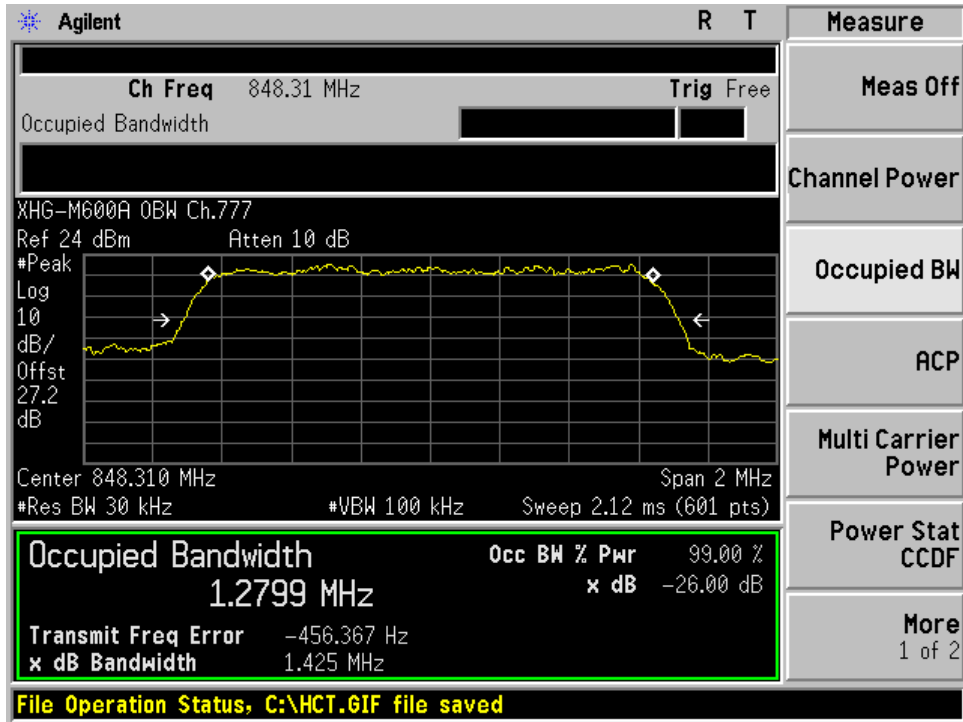 Agilent R T Measure
Ch Freq 848.31 MHz Trig Free
Occupied Bandwidth
Meas Off
Channel Power
Occupied BW
ACP
Multi Carrier
Power
Power Stat
CCDF
More
1 of 2
XHG-M600A OBW Ch.777
Ref 24 dBm Atten 10 dB
#Peak
Log
10
dB/
Offst
27.2
dB
Center 848.310 MHz Span 2 MHz
#Res BW 30 kHz #VBW 100 kHz Sweep 2.12 ms (601 pts)
Occupied Bandwidth Occ BW % Pwr 99.00 %
1.2799 MHz x dB -26.00 dB
Transmit Freq Error -456.367 Hz
x dB Bandwidth 1.425 MHz
File Operation Status, C:\HCT.GIF file saved